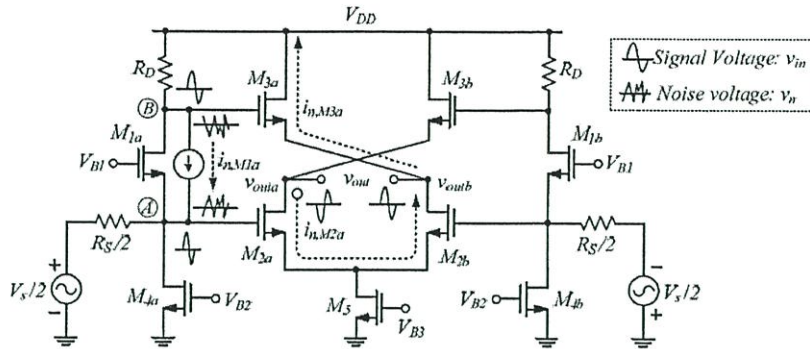 V_DD
R_D
M_3a
M_3b
R_D
Signal Voltage: v_in
Noise voltage: v_n
B
i_n,M3a
M_1a
M_1b
V_B1
i_n,M1a
V_B1
v_outa
v_out
v_outb
A
R_S/2
i_n,M2a
R_S/2
M_2a
M_2b
+
V_s/2
−
M_4a
V_B2
M_5
V_B3
V_B2
M_4b
−
V_s/2
+